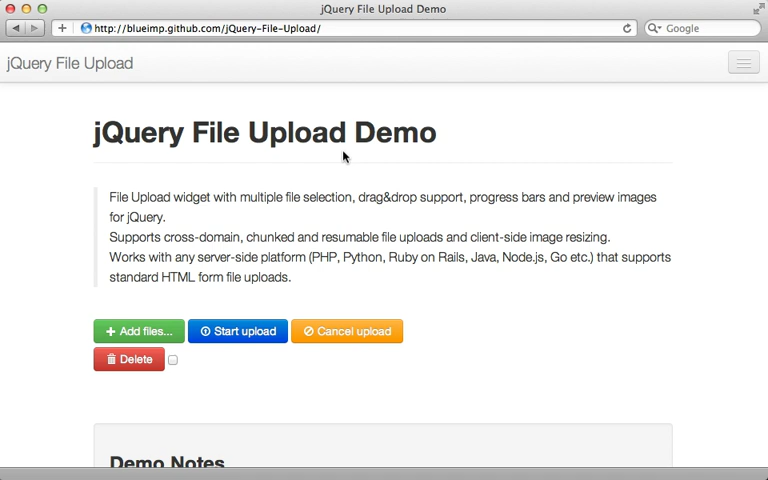 jQuery File Upload Demo
http://blueimp.github.com/jQuery-File-Upload/
Google
jQuery File Upload
jQuery File Upload Demo
File Upload widget with multiple file selection, drag&drop support, progress bars and preview images
for jQuery.
Supports cross-domain, chunked and resumable file uploads and client-side image resizing.
Works with any server-side platform (PHP, Python, Ruby on Rails, Java, Node.js, Go etc.) that supports
standard HTML form file uploads.
+ Add files... Start upload Cancel upload
Delete
Demo Notes